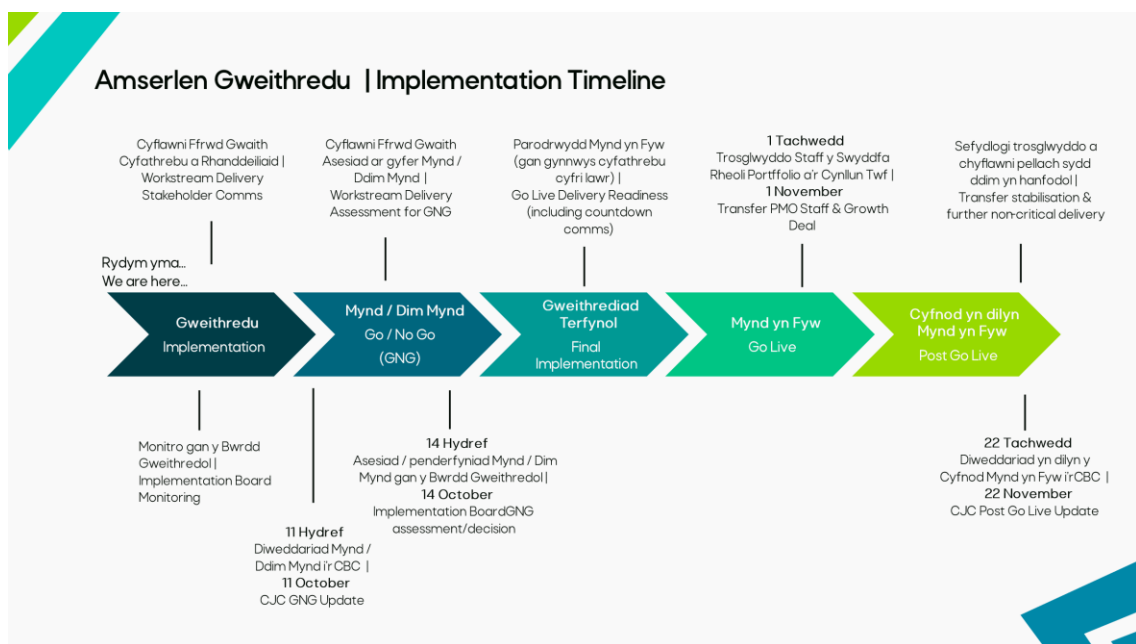 Amserlen Gweithredu | Implementation Timeline
Cyflawni Ffrwd Gwaith
Cyfathrebu a Rhanddeiliaid |
Workstream Delivery
Stakeholder Comms
Cyflawni Ffrwd Gwaith
Asesiad ar gyfer Mynd /
Ddim Mynd |
Workstream Delivery
Assessment for GNG
Parodrwydd Mynd yn Fyw
(gan gynnwys cyfathrebu
cyfri lawr) |
Go Live Delivery Readiness
(including countdown
comms)
1 Tachwedd
Trosglwyddo Staff y Swyddfa
Rheoli Portffolio a'r Cynllun Twf |
1 November
Transfer PMO Staff & Growth
Deal
Sefydlogi trosglwyddo a
chyflawni pellach sydd
ddim yn hanfodol |
Transfer stabilisation &
further non-critical delivery
Rydym yma...
We are here...
Gweithredu
Implementation
Mynd / Dim Mynd
Go / No Go
(GNG)
Gweithrediad
Terfynol
Final
Implementation
Mynd yn Fyw
Go Live
Cyfnod yn dilyn
Mynd yn Fyw
Post Go Live
Monitro gan y Bwrdd
Gweithredol |
Implementation Board
Monitoring
11 Hydref
Diweddariad Mynd /
Ddim Mynd i'r CBC |
11 October
CJC GNG Update
14 Hydref
Asesiad / penderfyniad Mynd / Dim
Mynd gan y Bwrdd Gweithredol |
14 October
Implementation BoardGNG
assessment/decision
22 Tachwedd
Diweddariad yn dilyn y
Cyfnod Mynd yn Fyw i'rCBC |
22 November
CJC Post Go Live Update